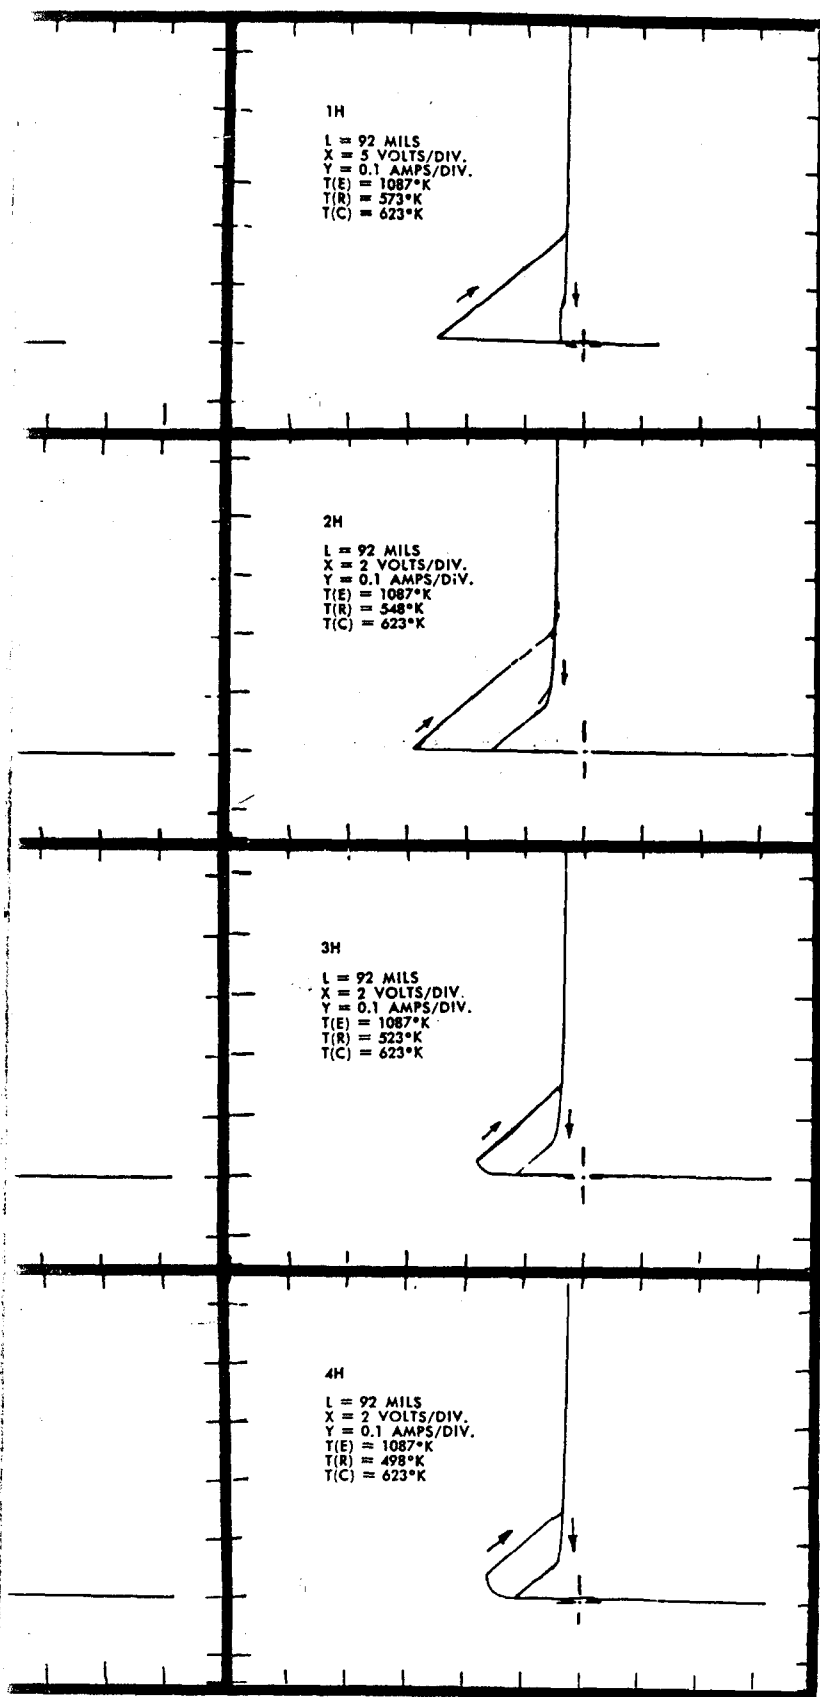 1H
L = 92 MILS
X = 5 VOLTS/DIV.
Y = 0.1 AMPS/DIV.
T(E) = 1087°K
T(R) = 573°K
T(C) = 623°K
2H
L = 92 MILS
X = 2 VOLTS/DIV.
Y = 0.1 AMPS/DIV.
T(E) = 1087°K
T(R) = 548°K
T(C) = 623°K
3H
L = 92 MILS
X = 2 VOLTS/DIV.
Y = 0.1 AMPS/DIV.
T(E) = 1087°K
T(R) = 523°K
T(C) = 623°K
4H
L = 92 MILS
X = 2 VOLTS/DIV.
Y = 0.1 AMPS/DIV.
T(E) = 1087°K
T(R) = 498°K
T(C) = 623°K